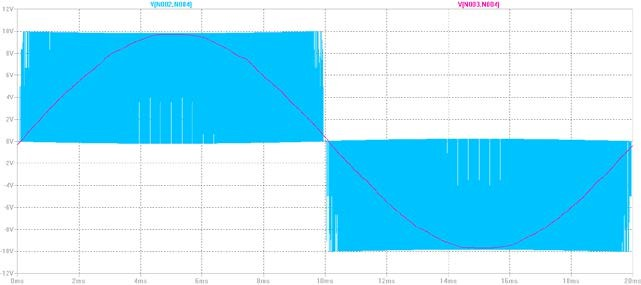 V[N002,N004] V[N003,N004]
12V
10V
8V
6V
4V
2V
0V
-2V
-4V
-6V
-8V
-10V
-12V
0ms 2ms 4ms 6ms 8ms 10ms 12ms 14ms 16ms 18ms 20ms